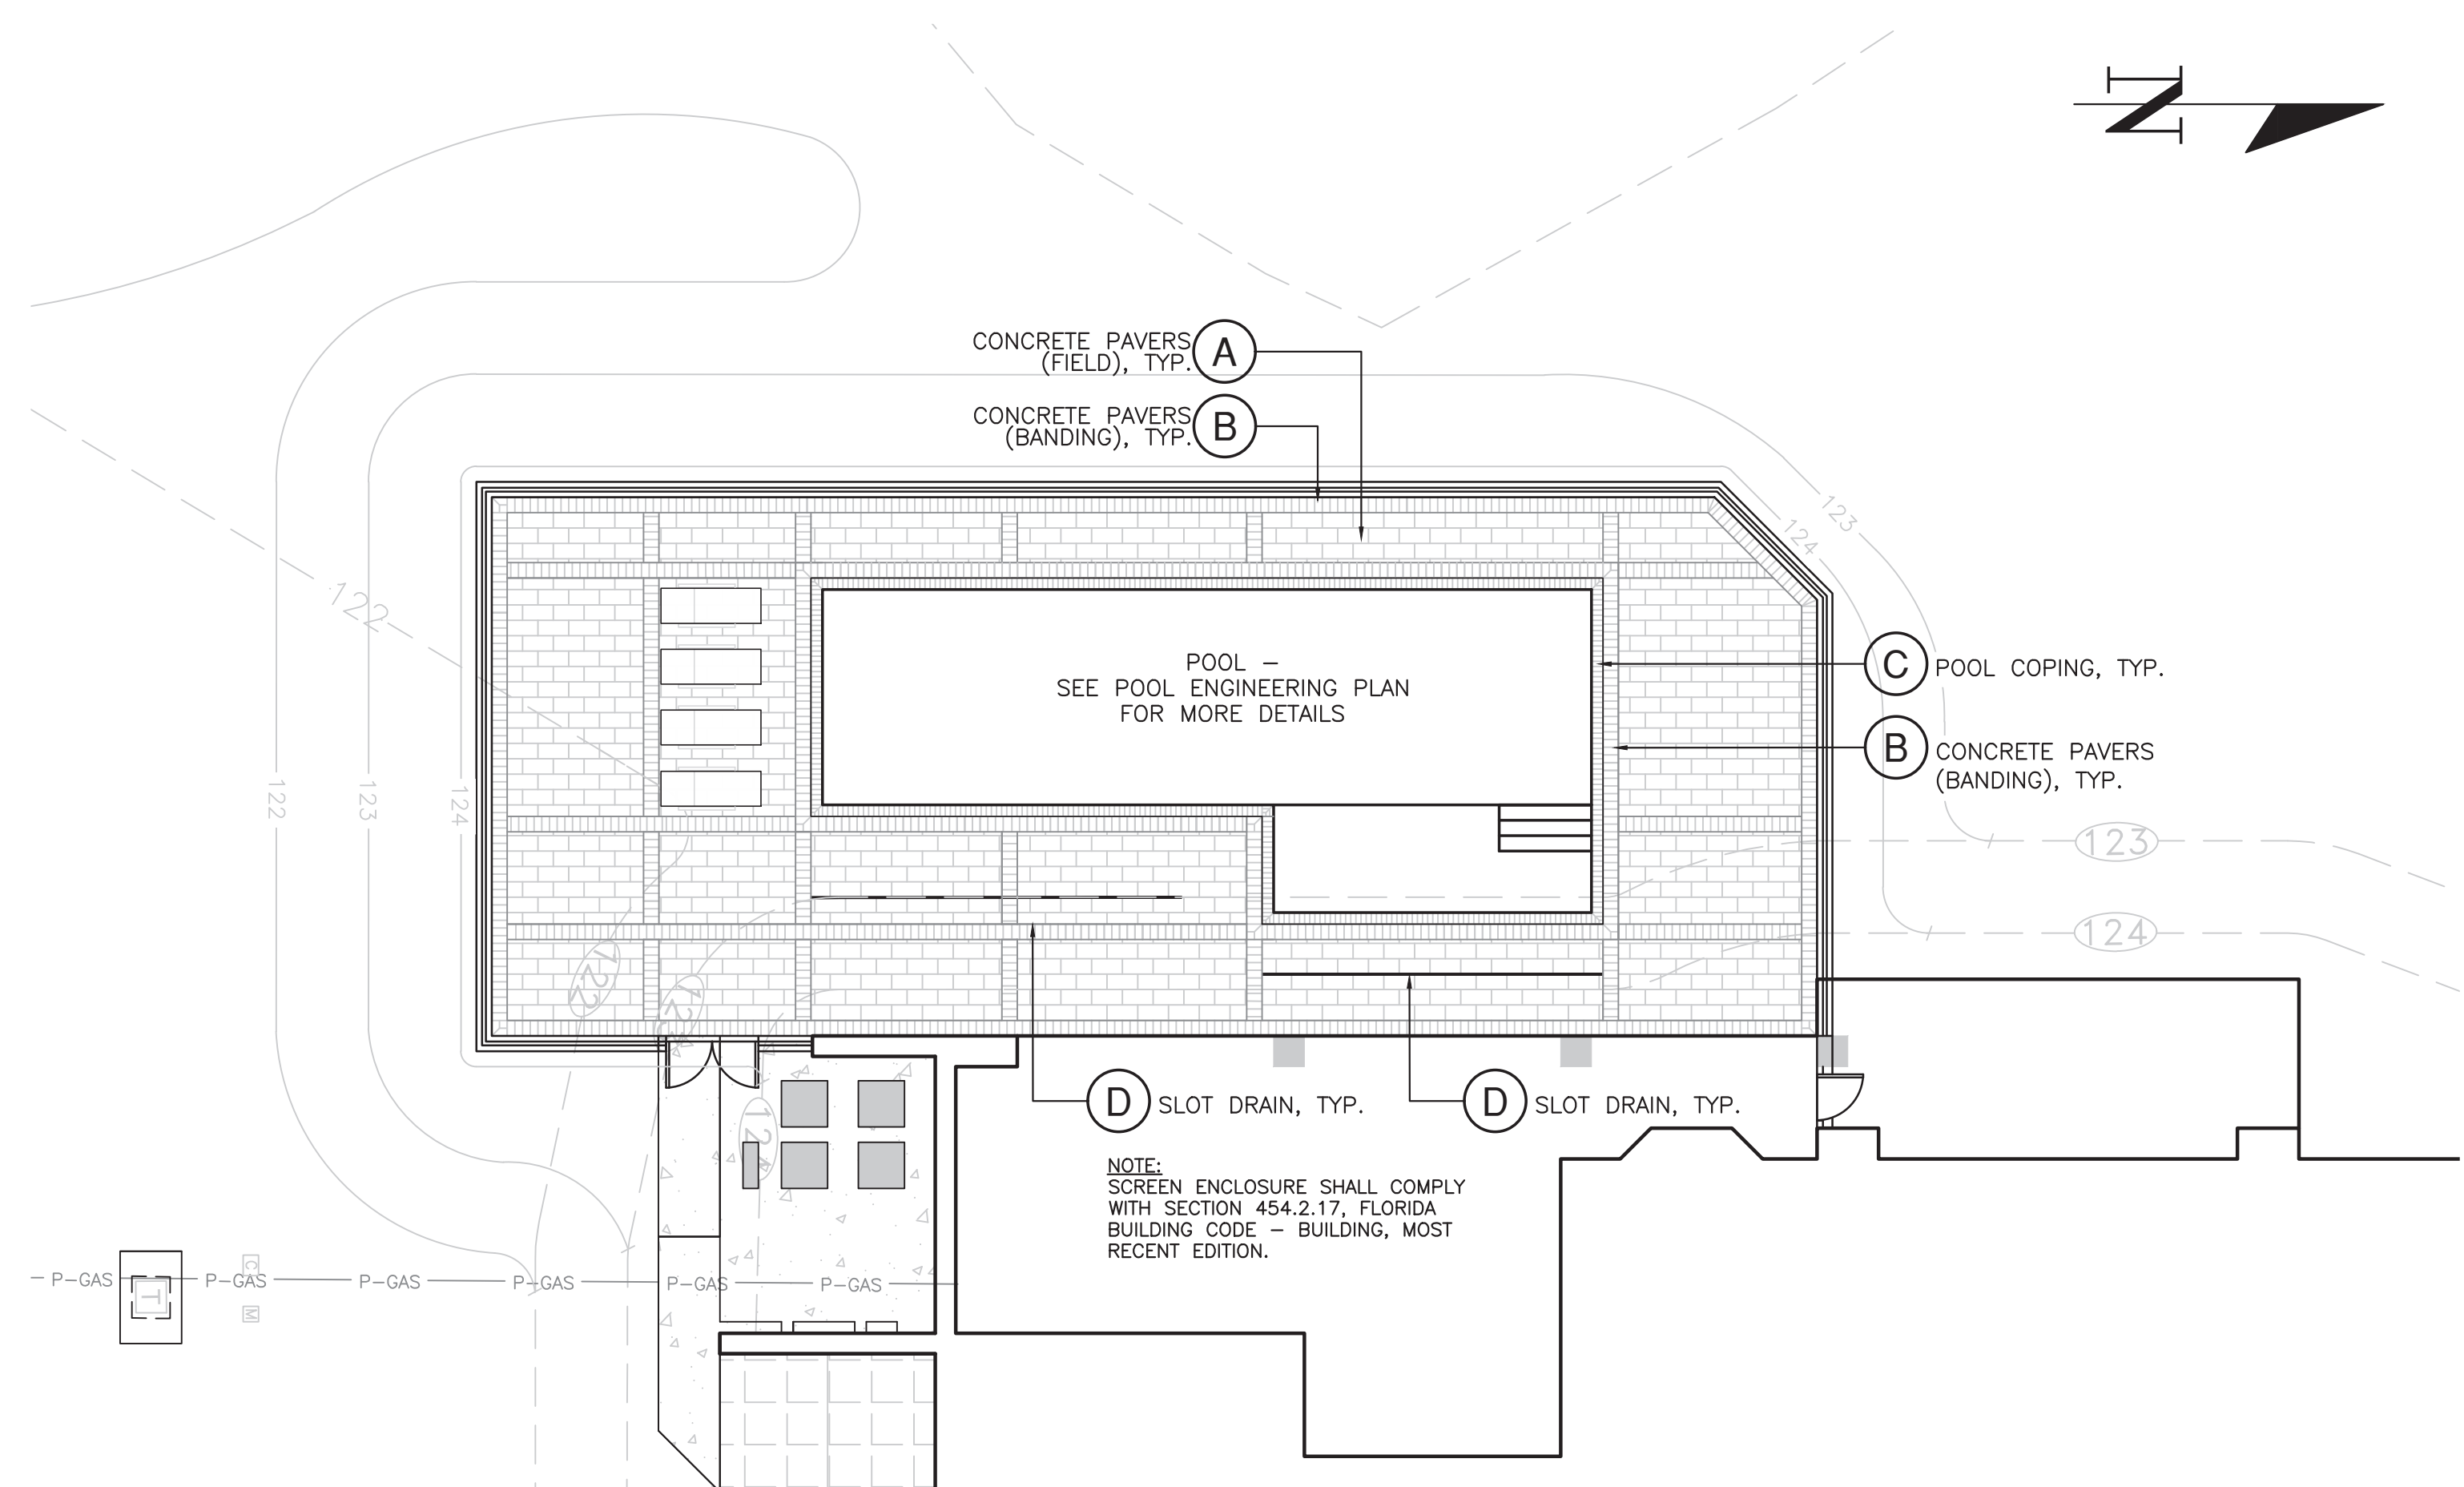 N
CONCRETE PAVERS
(FIELD), TYP.
A
CONCRETE PAVERS
(BANDING), TYP.
B
123
124
122
POOL –
SEE POOL ENGINEERING PLAN
FOR MORE DETAILS
C
POOL COPING, TYP.
B
CONCRETE PAVERS
(BANDING), TYP.
122
123
124
123
124
122
D
SLOT DRAIN, TYP.
D
SLOT DRAIN, TYP.
NOTE:
SCREEN ENCLOSURE SHALL COMPLY
WITH SECTION 454.2.17, FLORIDA
BUILDING CODE – BUILDING, MOST
RECENT EDITION.
P–GAS
P–GAS
P–GAS
P–GAS
P–GAS
P–GAS
C
T
M